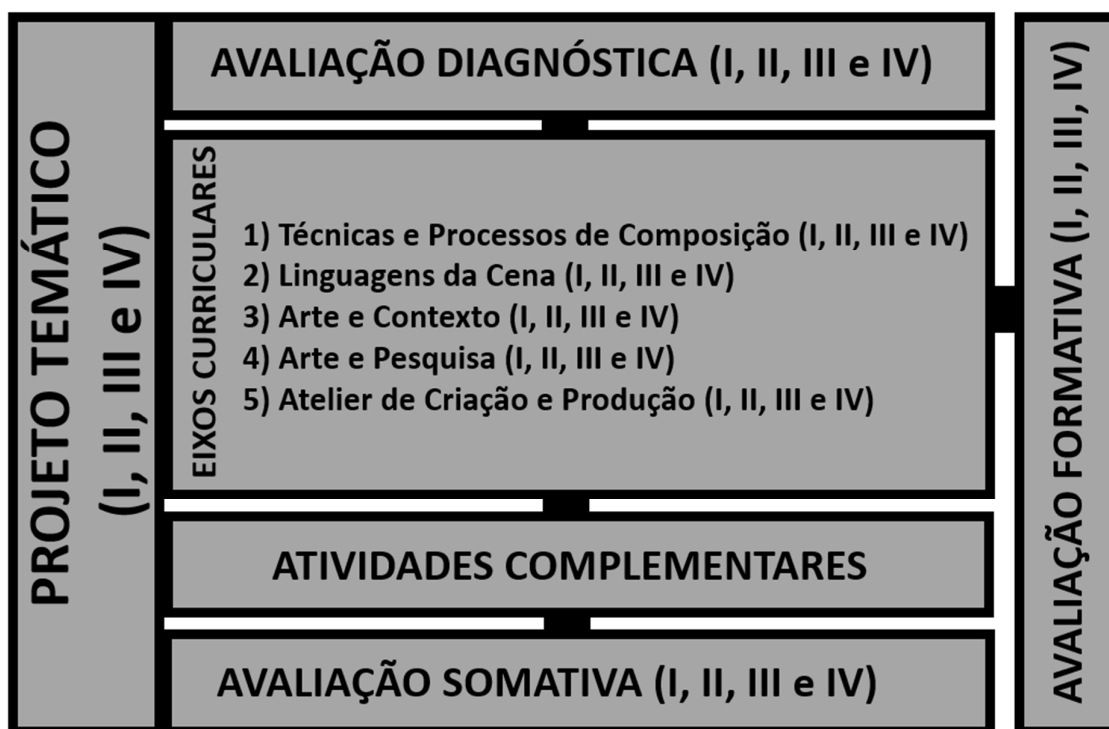 PROJETO TEMÁTICO
(I, II, III e IV)
AVALIAÇÃO DIAGNÓSTICA (I, II, III e IV)
EIXOS CURRICULARES
1) Técnicas e Processos de Composição (I, II, III e IV)
2) Linguagens da Cena (I, II, III e IV)
3) Arte e Contexto (I, II, III e IV)
4) Arte e Pesquisa (I, II, III e IV)
5) Atelier de Criação e Produção (I, II, III e IV)
ATIVIDADES COMPLEMENTARES
AVALIAÇÃO SOMATIVA (I, II, III e IV)
AVALIAÇÃO FORMATIVA (I, II, III, IV)